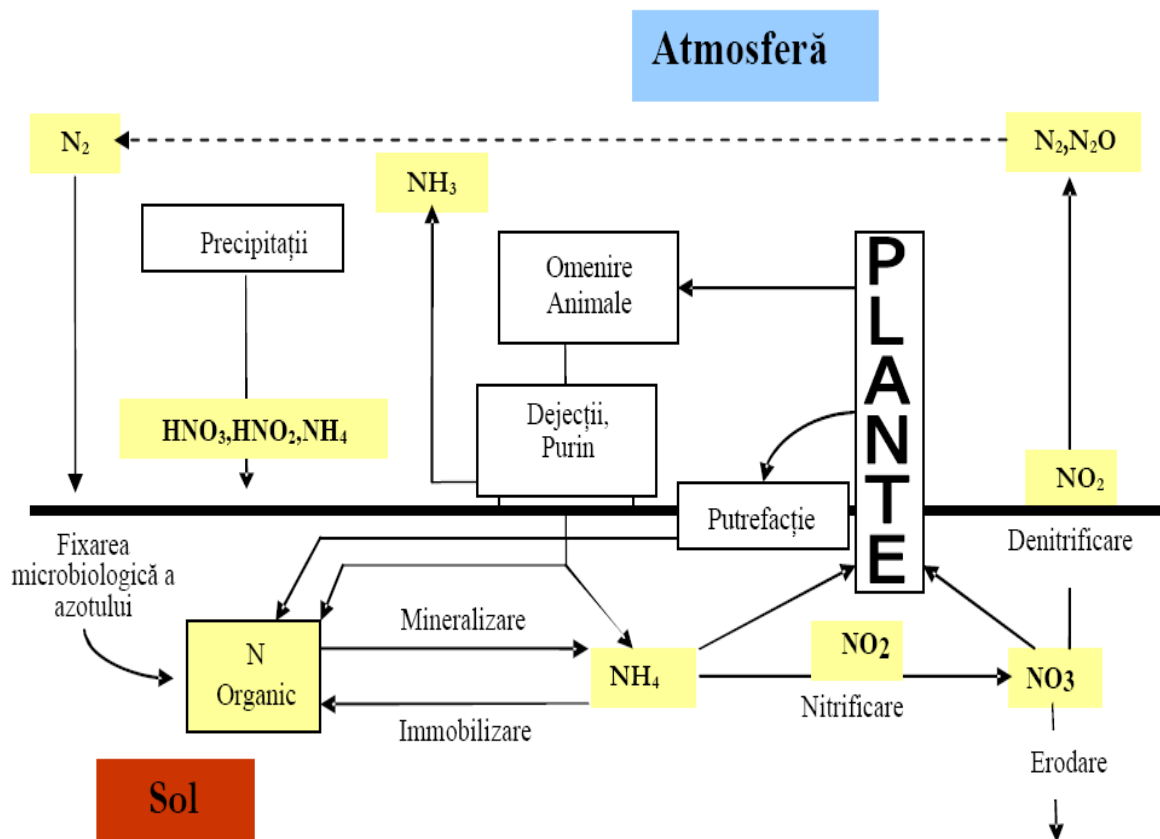 Atmosferă
N₂
N₂,N₂O
NH₃
Precipitații
Omenire
Animale
PLANTE
HNO₃,HNO₂,NH₄
Dejecții,
Purin
NO₂
Putrefacție
Denitrificare
Fixarea
microbiologică a
azotului
Mineralizare
N
Organic
NH₄
NO₂
NO3
Nitrificare
Immobilizare
Erodare
Sol